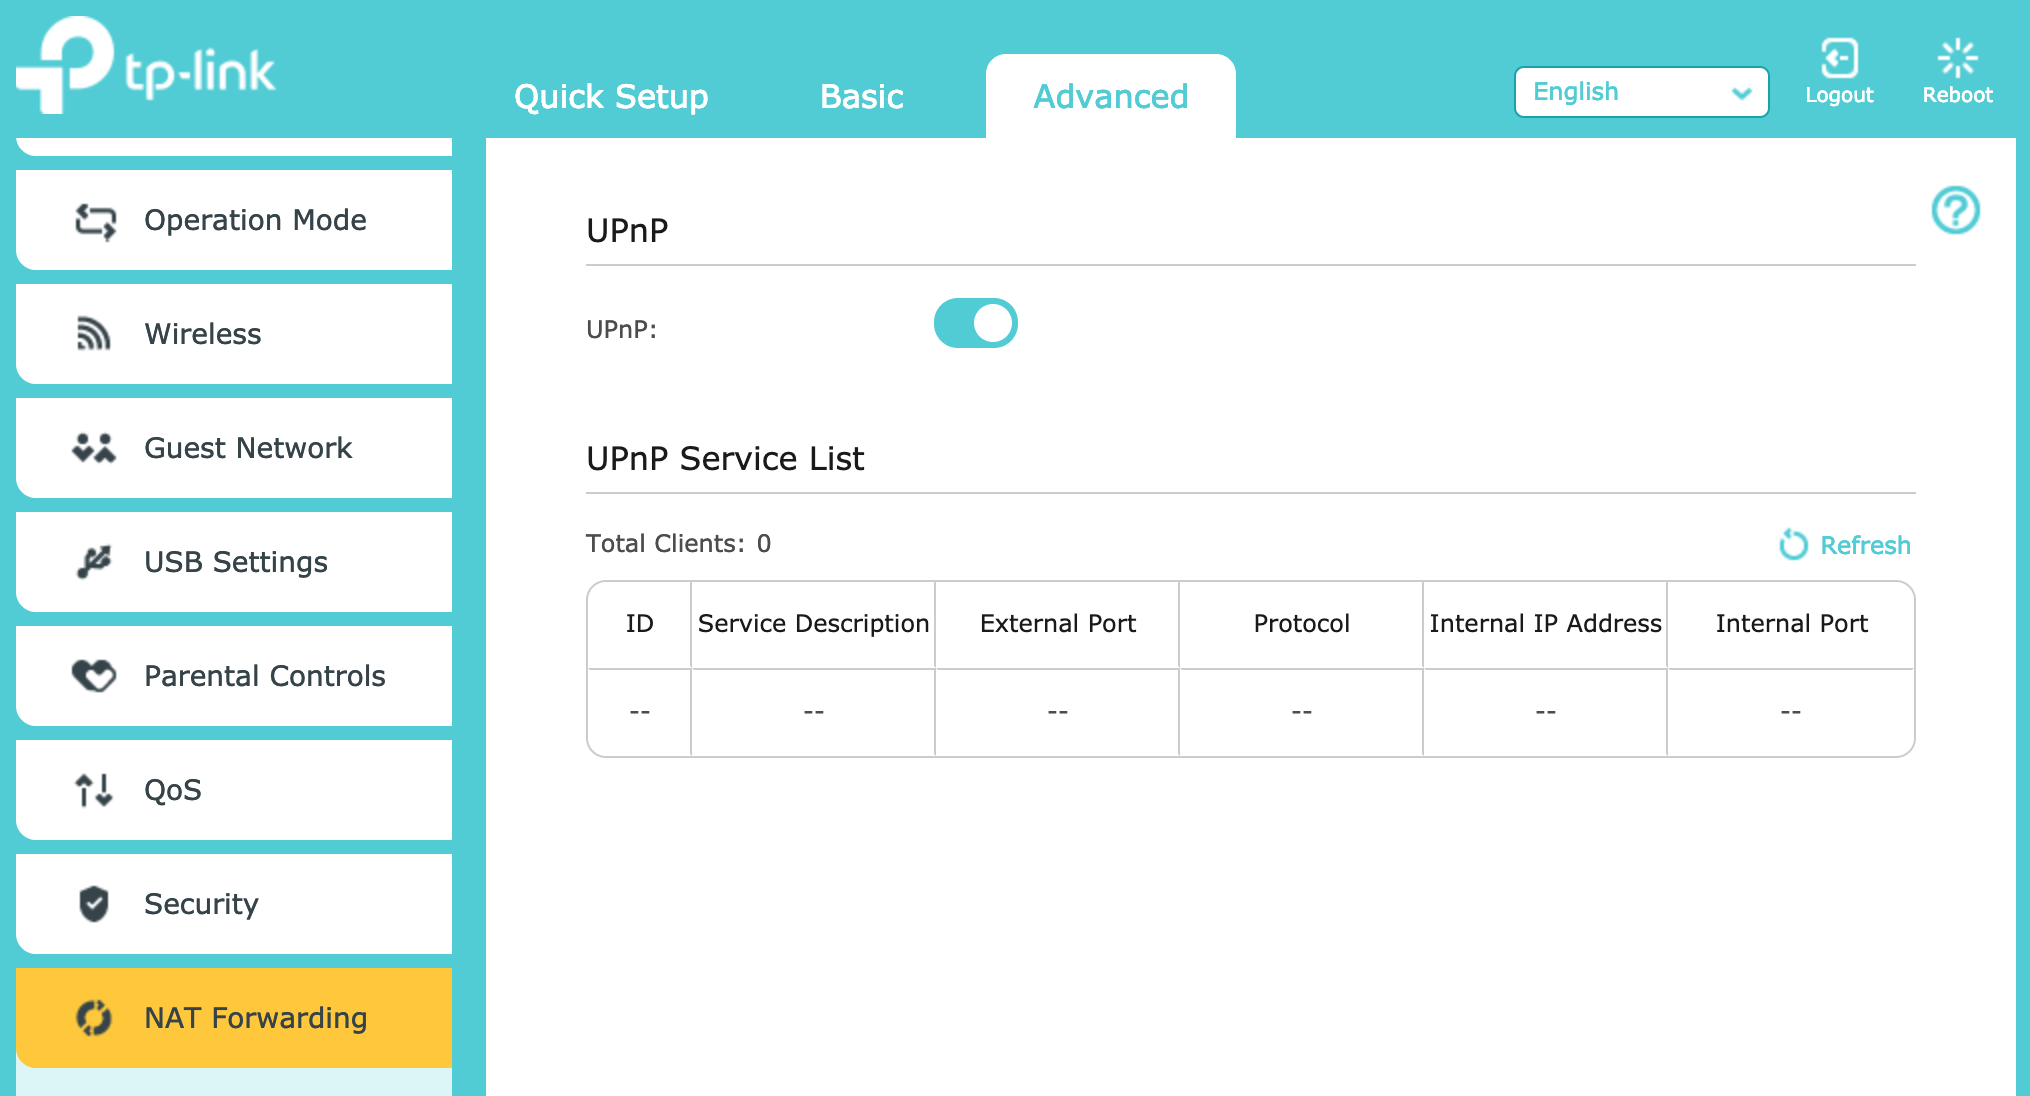 tp-link
Quick Setup
Basic
Advanced
English
Logout
Reboot
Operation Mode
Wireless
Guest Network
USB Settings
Parental Controls
QoS
Security
NAT Forwarding
UPnP
UPnP:
UPnP Service List
Total Clients: 0
Refresh
ID Service Description External Port Protocol Internal IP Address Internal Port
-- -- -- -- -- --